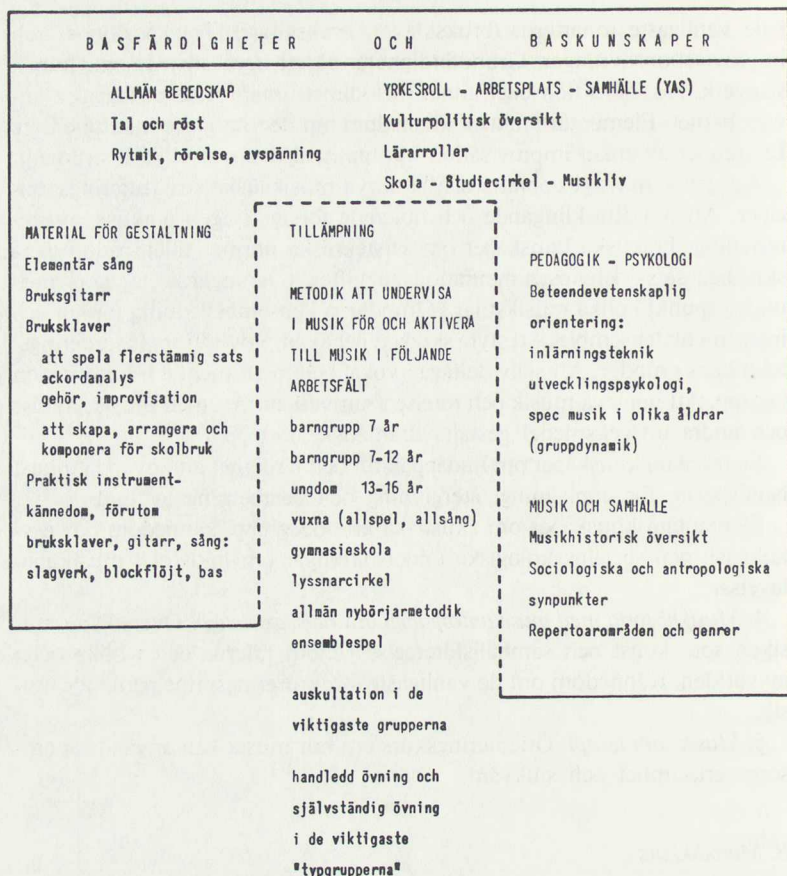 BASFÄRDIGHETER OCH BASKUNSKAPER
ALLMÄN BEREDSKAP
Tal och röst
Rytmik, rörelse, avspänning
YRKESROLL - ARBETSPLATS - SAMHÄLLE (YAS)
Kulturpolitisk översikt
Lärarroller
Skola - Studiecirkel - Musikliv
MATERIAL FÖR GESTALTNING
Elementär sång
Bruksgitarr
Bruksklaver
att spela flerstämmig sats
ackordanalys
gehör, improvisation
att skapa, arrangera och
komponera för skolbruk
Praktisk instrument-
kännedom, förutom
bruksklaver, gitarr, sång:
slagverk, blockflöjt, bas
TILLÄMPNING
METODIK ATT UNDERVISA
I MUSIK FÖR OCH AKTIVERA
TILL MUSIK I FÖLJANDE
ARBETSFÄLT
barngrupp 7 år
barngrupp 7-12 år
ungdom 13-16 år
vuxna (allspel, allsång)
gymnasieskola
lyssnarcirkel
allmän nybörjarmetodik
ensemblespel
auskultation i de
viktigaste grupperna
handledd övning och
självständig övning
i de viktigaste
"typgrupperna"
PEDAGOGIK - PSYKOLOGI
Beteendevetenskaplig
orientering:
inlärningsteknik
utvecklingspsykologi,
spec musik i olika åldrar
(gruppdynamik)
MUSIK OCH SAMHÄLLE
Musikhistorisk översikt
Sociologiska och antropologiska
synpunkter
Repertoarområden och genrer